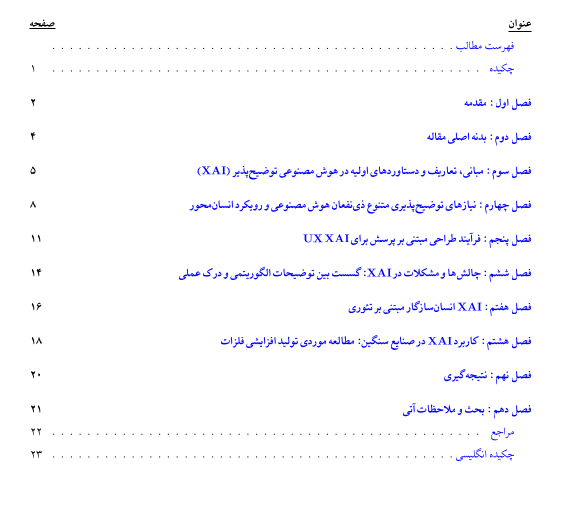 عنوان صفحه
فهرست مطالب . . . . . . . . . . . . . . . . . . . . . . . . . . . . . . . . . . . . . . . . . . . . . .
چکیده . . . . . . . . . . . . . . . . . . . . . . . . . . . . . . . . . . . . . . . . . . . . . . . . . ۱
فصل اول : مقدمه ۲
فصل دوم : بدنه اصلی مقاله ۴
فصل سوم : مبانی، تعاریف و دستاوردهای اولیه در هوش مصنوعی توضیح‌پذیر (XAI) ۵
فصل چهارم : نیازهای توضیح‌پذیری متنوع ذی‌نفعان هوش مصنوعی و رویکرد انسان‌محور ۸
فصل پنجم : فرآیند طراحی مبتنی بر پرسش برای UX XAI ۱۱
فصل ششم : چالش‌ها و مشکلات در XAI: گسست بین توضیحات الگوریتمی و درک عملی ۱۴
فصل هفتم : XAI انسان‌سازگار مبتنی بر تئوری ۱۶
فصل هشتم : کاربرد XAI در صنایع سنگین: مطالعه موردی تولید افزایشی فلزات ۱۸
فصل نهم : نتیجه‌گیری ۲۰
فصل دهم : بحث و ملاحظات آتی ۲۱
مراجع . . . . . . . . . . . . . . . . . . . . . . . . . . . . . . . . . . . . . . . . . . . . . . . . . ۲۲
چکیده انگلیسی . . . . . . . . . . . . . . . . . . . . . . . . . . . . . . . . . . . . . . . . . . . . . . ۲۳